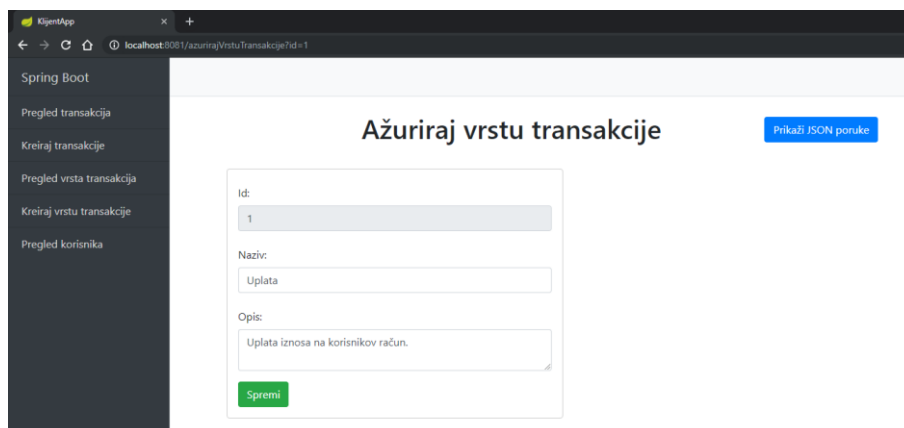 KlijentApp
localhost:8081/azurirajVrstuTransakcije?id=1
Spring Boot
Pregled transakcija
Kreiraj transakcije
Pregled vrsta transakcija
Kreiraj vrstu transakcije
Pregled korisnika
Ažuriraj vrstu transakcije
Prikaži JSON poruke
Id:
1
Naziv:
Uplata
Opis:
Uplata iznosa na korisnikov račun.
Spremi